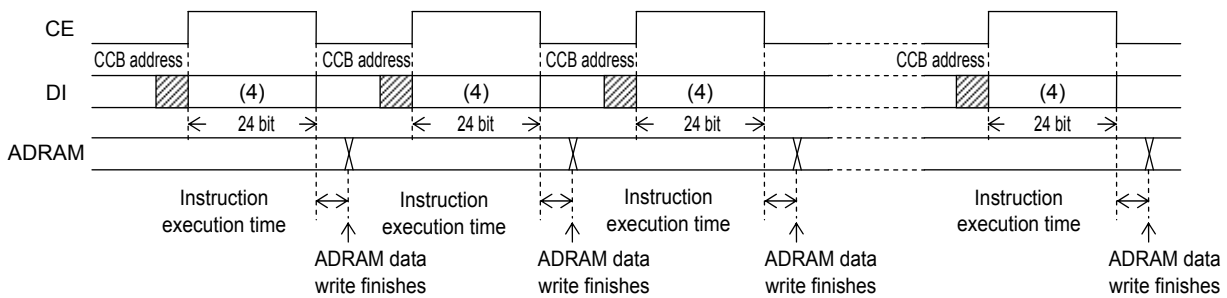 CE
CCB address CCB address CCB address CCB address
DI (4) (4) (4) (4)
24 bit 24 bit 24 bit 24 bit
ADRAM
Instruction execution time
Instruction execution time
Instruction execution time
Instruction execution time
ADRAM data write finishes
ADRAM data write finishes
ADRAM data write finishes
ADRAM data write finishes